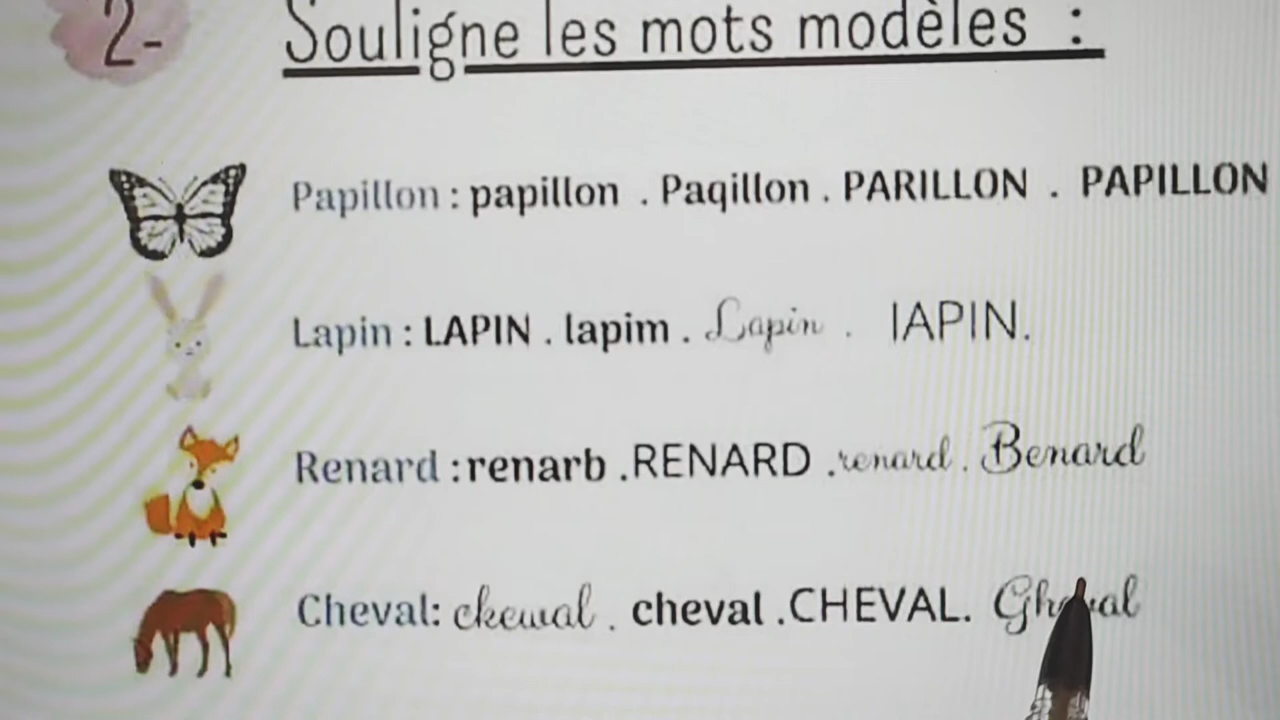 2- Souligne les mots modèles :
Papillon : papillon . Paqillon . PARILLON . PAPILLON
Lapin : LAPIN . lapim . Lapin . lAPIN.
Renard : renarb .RENARD .renard . Benard
Cheval: ckewal . cheval .CHEVAL.